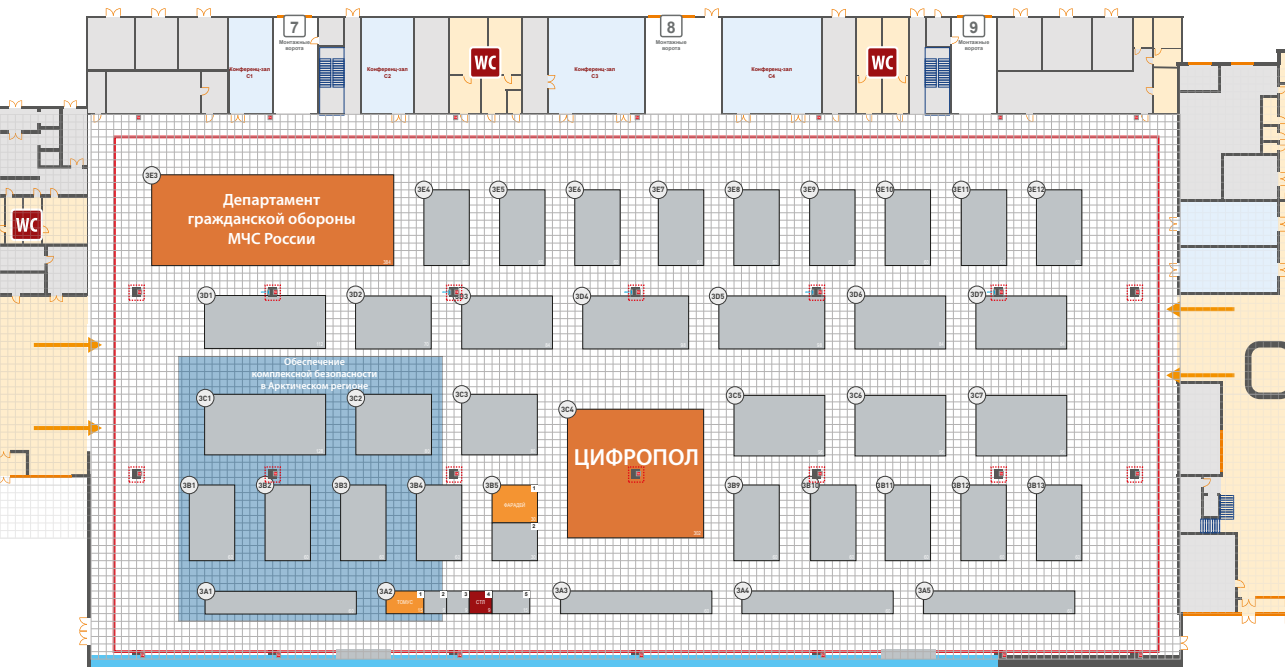 7
Монтажные
ворота
8
Монтажные
ворота
9
Монтажные
ворота
Конференц-зал
С1
Конференц-зал
С2
WC
Конференц-зал
С3
Конференц-зал
С4
WC
WC
3E3
Департамент
гражданской обороны
МЧС России
3E4
3E5
3E6
3E7
3E8
3E9
3E10
3E11
3E12
3D1
3D2
3D3
3D4
3D5
3D6
3D7
Обеспечение
комплексной безопасности
в Арктическом регионе
3C1
3C2
3C3
3C4
ЦИФРОПОЛ
3C5
3C6
3C7
3B1
3B2
3B3
3B4
3B5
1
ФАРАДЕЙ
2
3B9
3B10
3B11
3B12
3B13
3A1
3A2
1
2
3
4
5
СТЛ
3A3
3A4
3A5